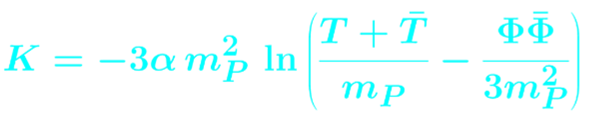 K = −3α m_P^2 ln( (T + T̄)/m_P − ΦΦ̄/(3m_P^2) )